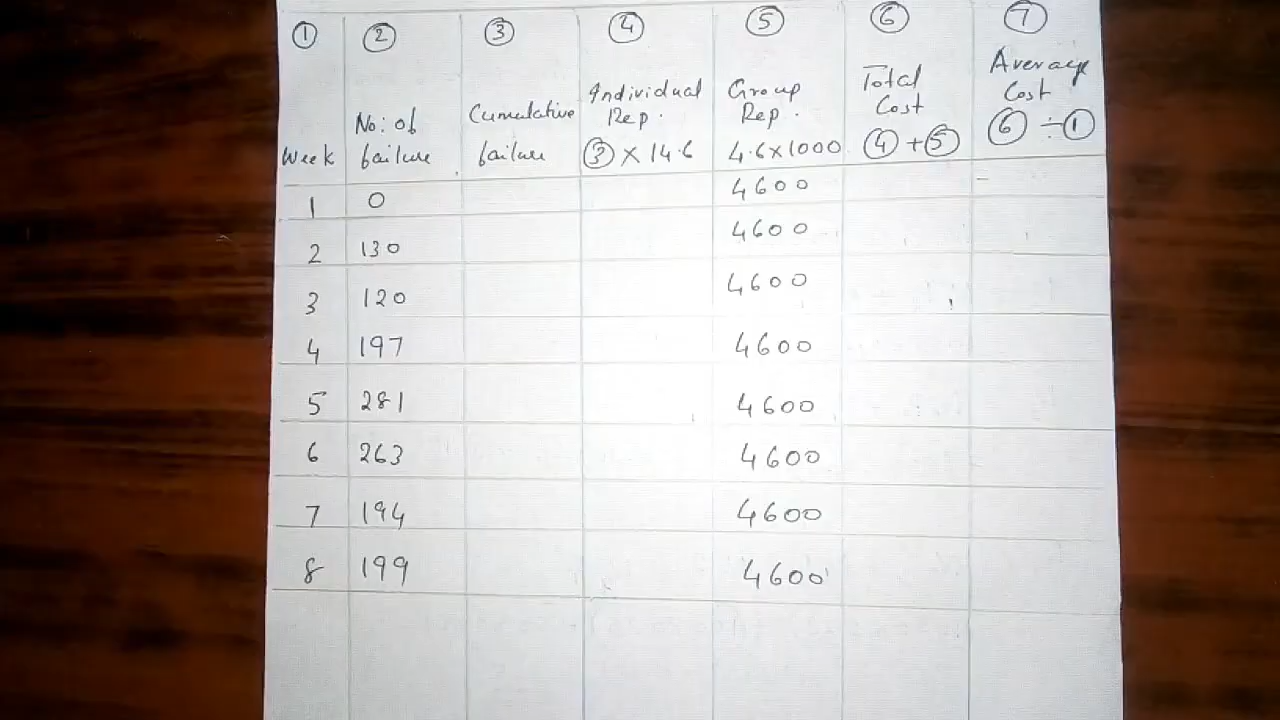 ① ② ③ ④ ⑤ ⑥ ⑦
Week No: of failure Cumulative failure Individual Rep. ③ × 14.6 Group Rep. 4.6 × 1000 Total Cost ④ + ⑤ Average Cost ⑥ ÷ ①
1 0 4600
2 130 4600
3 120 4600
4 197 4600
5 281 4600
6 263 4600
7 194 4600
8 199 4600